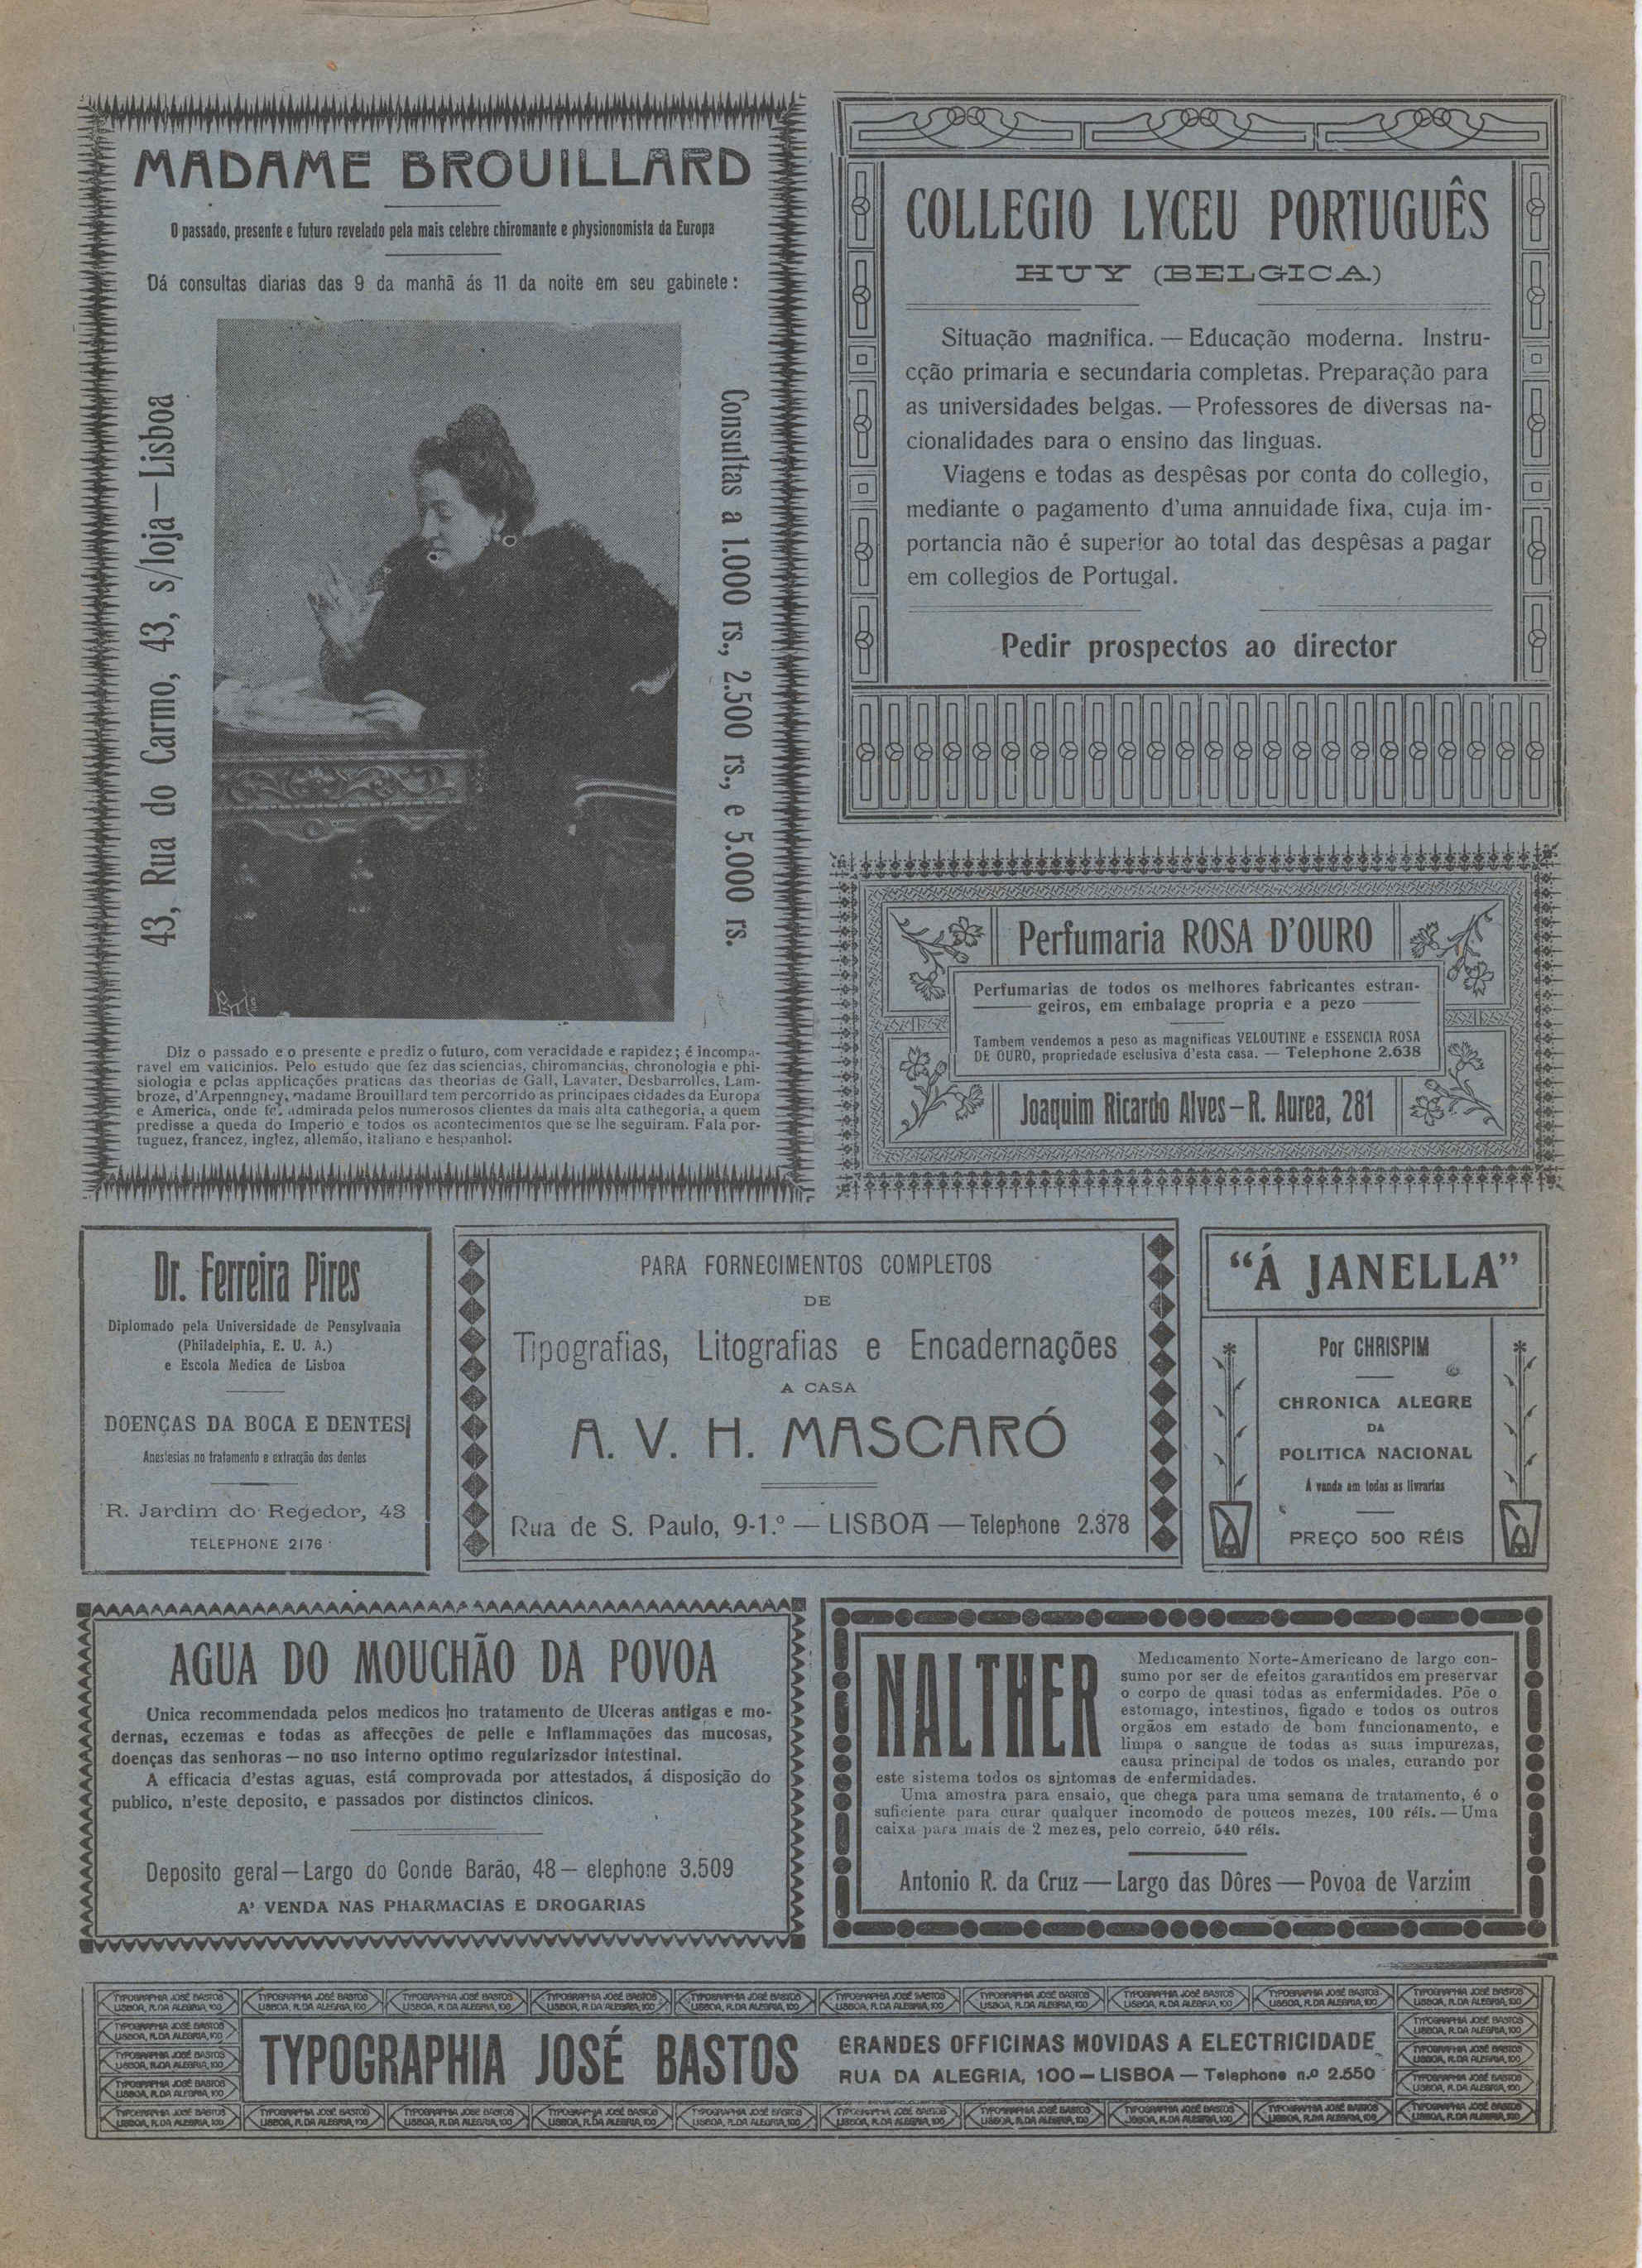 MADAME BROUILLARD
O passado, presente e futuro revelado pela mais celebre chiromante e physionomista da Europa
Dá consultas diarias das 9 da manhã ás 11 da noite em seu gabinete:
43, Rua do Carmo, 43, s/loja—Lisboa
Consultas a 1.000 rs., 2.500 rs., e 5.000 rs.
Diz o passado e o presente e prediz o futuro, com veracidade e rapidez; é incompa-
ravel em vaticinios. Pelo estudo que fez das sciencias, chiromancias, chronologia e phi-
siologia e pelas applicações praticas das theorias de Gall, Lavater, Desbarrolles, Lam-
broze, d'Arpenngney, madame Brouillard tem percorrido as principaes cidades da Europa
e America, onde foi admirada pelos numerosos clientes da mais alta cathegoria, a quem
predisse a queda do Imperio e todos os acontecimentos que se lhe seguiram. Fala por-
tuguez, francez, inglez, allemão, italiano e hespanhol.
COLLEGIO LYCEU PORTUGUÊS
HUY (BELGICA)
Situação magnifica. — Educação moderna. Instru-
cção primaria e secundaria completas. Preparação para
as universidades belgas. — Professores de diversas na-
cionalidades para o ensino das linguas.
Viagens e todas as despêsas por conta do collegio,
mediante o pagamento d'uma annuidade fixa, cuja im-
portancia não é superior ao total das despêsas a pagar
em collegios de Portugal.
Pedir prospectos ao director
Perfumaria ROSA D'OURO
Perfumarias de todos os melhores fabricantes estran-
geiros, em embalage propria e a pezo
Tambem vendemos a peso as magnificas VELOUTINE e ESSENCIA ROSA
DE OURO, propriedade esclusiva d'esta casa. — Telephone 2.638
Joaquim Ricardo Alves — R. Aurea, 281
Dr. Ferreira Pires
Diplomado pela Universidade de Pensylvania
(Philadelphia, E. U. A.)
e Escola Medica de Lisboa
DOENÇAS DA BOCA E DENTES
Anestesias no tratamento e extracção dos dentes
R. Jardim do Regedor, 43
TELEPHONE 2176
PARA FORNECIMENTOS COMPLETOS
DE
Tipografias, Litografias e Encadernações
A CASA
A. V. H. MASCARÓ
Rua de S. Paulo, 9-1.º — LISBOA — Telephone 2.378
"Á JANELLA"
Por CHRISPIM
CHRONICA ALEGRE
DA
POLITICA NACIONAL
Á vanda em todas as livrarias
PREÇO 500 RÉIS
AGUA DO MOUCHÃO DA POVOA
Unica recommendada pelos medicos no tratamento de Ulceras antigas e mo-
dernas, eczemas e todas as affecções de pelle e Inflammações das mucosas,
doenças das senhoras — no uso interno optimo regularizador intestinal.
A efficacia d'estas aguas, está comprovada por attestados, á disposição do
publico, n'este deposito, e passados por distinctos clinicos.
Deposito geral — Largo do Conde Barão, 48 — elephone 3.509
A' VENDA NAS PHARMACIAS E DROGARIAS
NALTHER
Medicamento Norte-Americano de largo con-
sumo por ser de efeitos garantidos em preservar
o corpo de quasi todas as enfermidades. Põe o
estomago, intestinos, figado e todos os outros
orgãos em estado de bom funcionamento, e
limpa o sangue de todas as suas impurezas,
causa principal de todos os males, curando por
este sistema todos os sintomas de enfermidades.
Uma amostra para ensaio, que chega para uma semana de tratamento, é o
suficiente para curar qualquer incomodo de poucos mezes, 100 réis. — Uma
caixa para mais de 2 mezes, pelo correio, 540 réis.
Antonio R. da Cruz — Largo das Dôres — Povoa de Varzim
TYPOGRAPHIA JOSÉ BASTOS
LISBOA, R. DA ALEGRIA, 100
TYPOGRAPHIA JOSÉ BASTOS
GRANDES OFFICINAS MOVIDAS A ELECTRICIDADE
RUA DA ALEGRIA, 100 — LISBOA — Telephone n.º 2.550